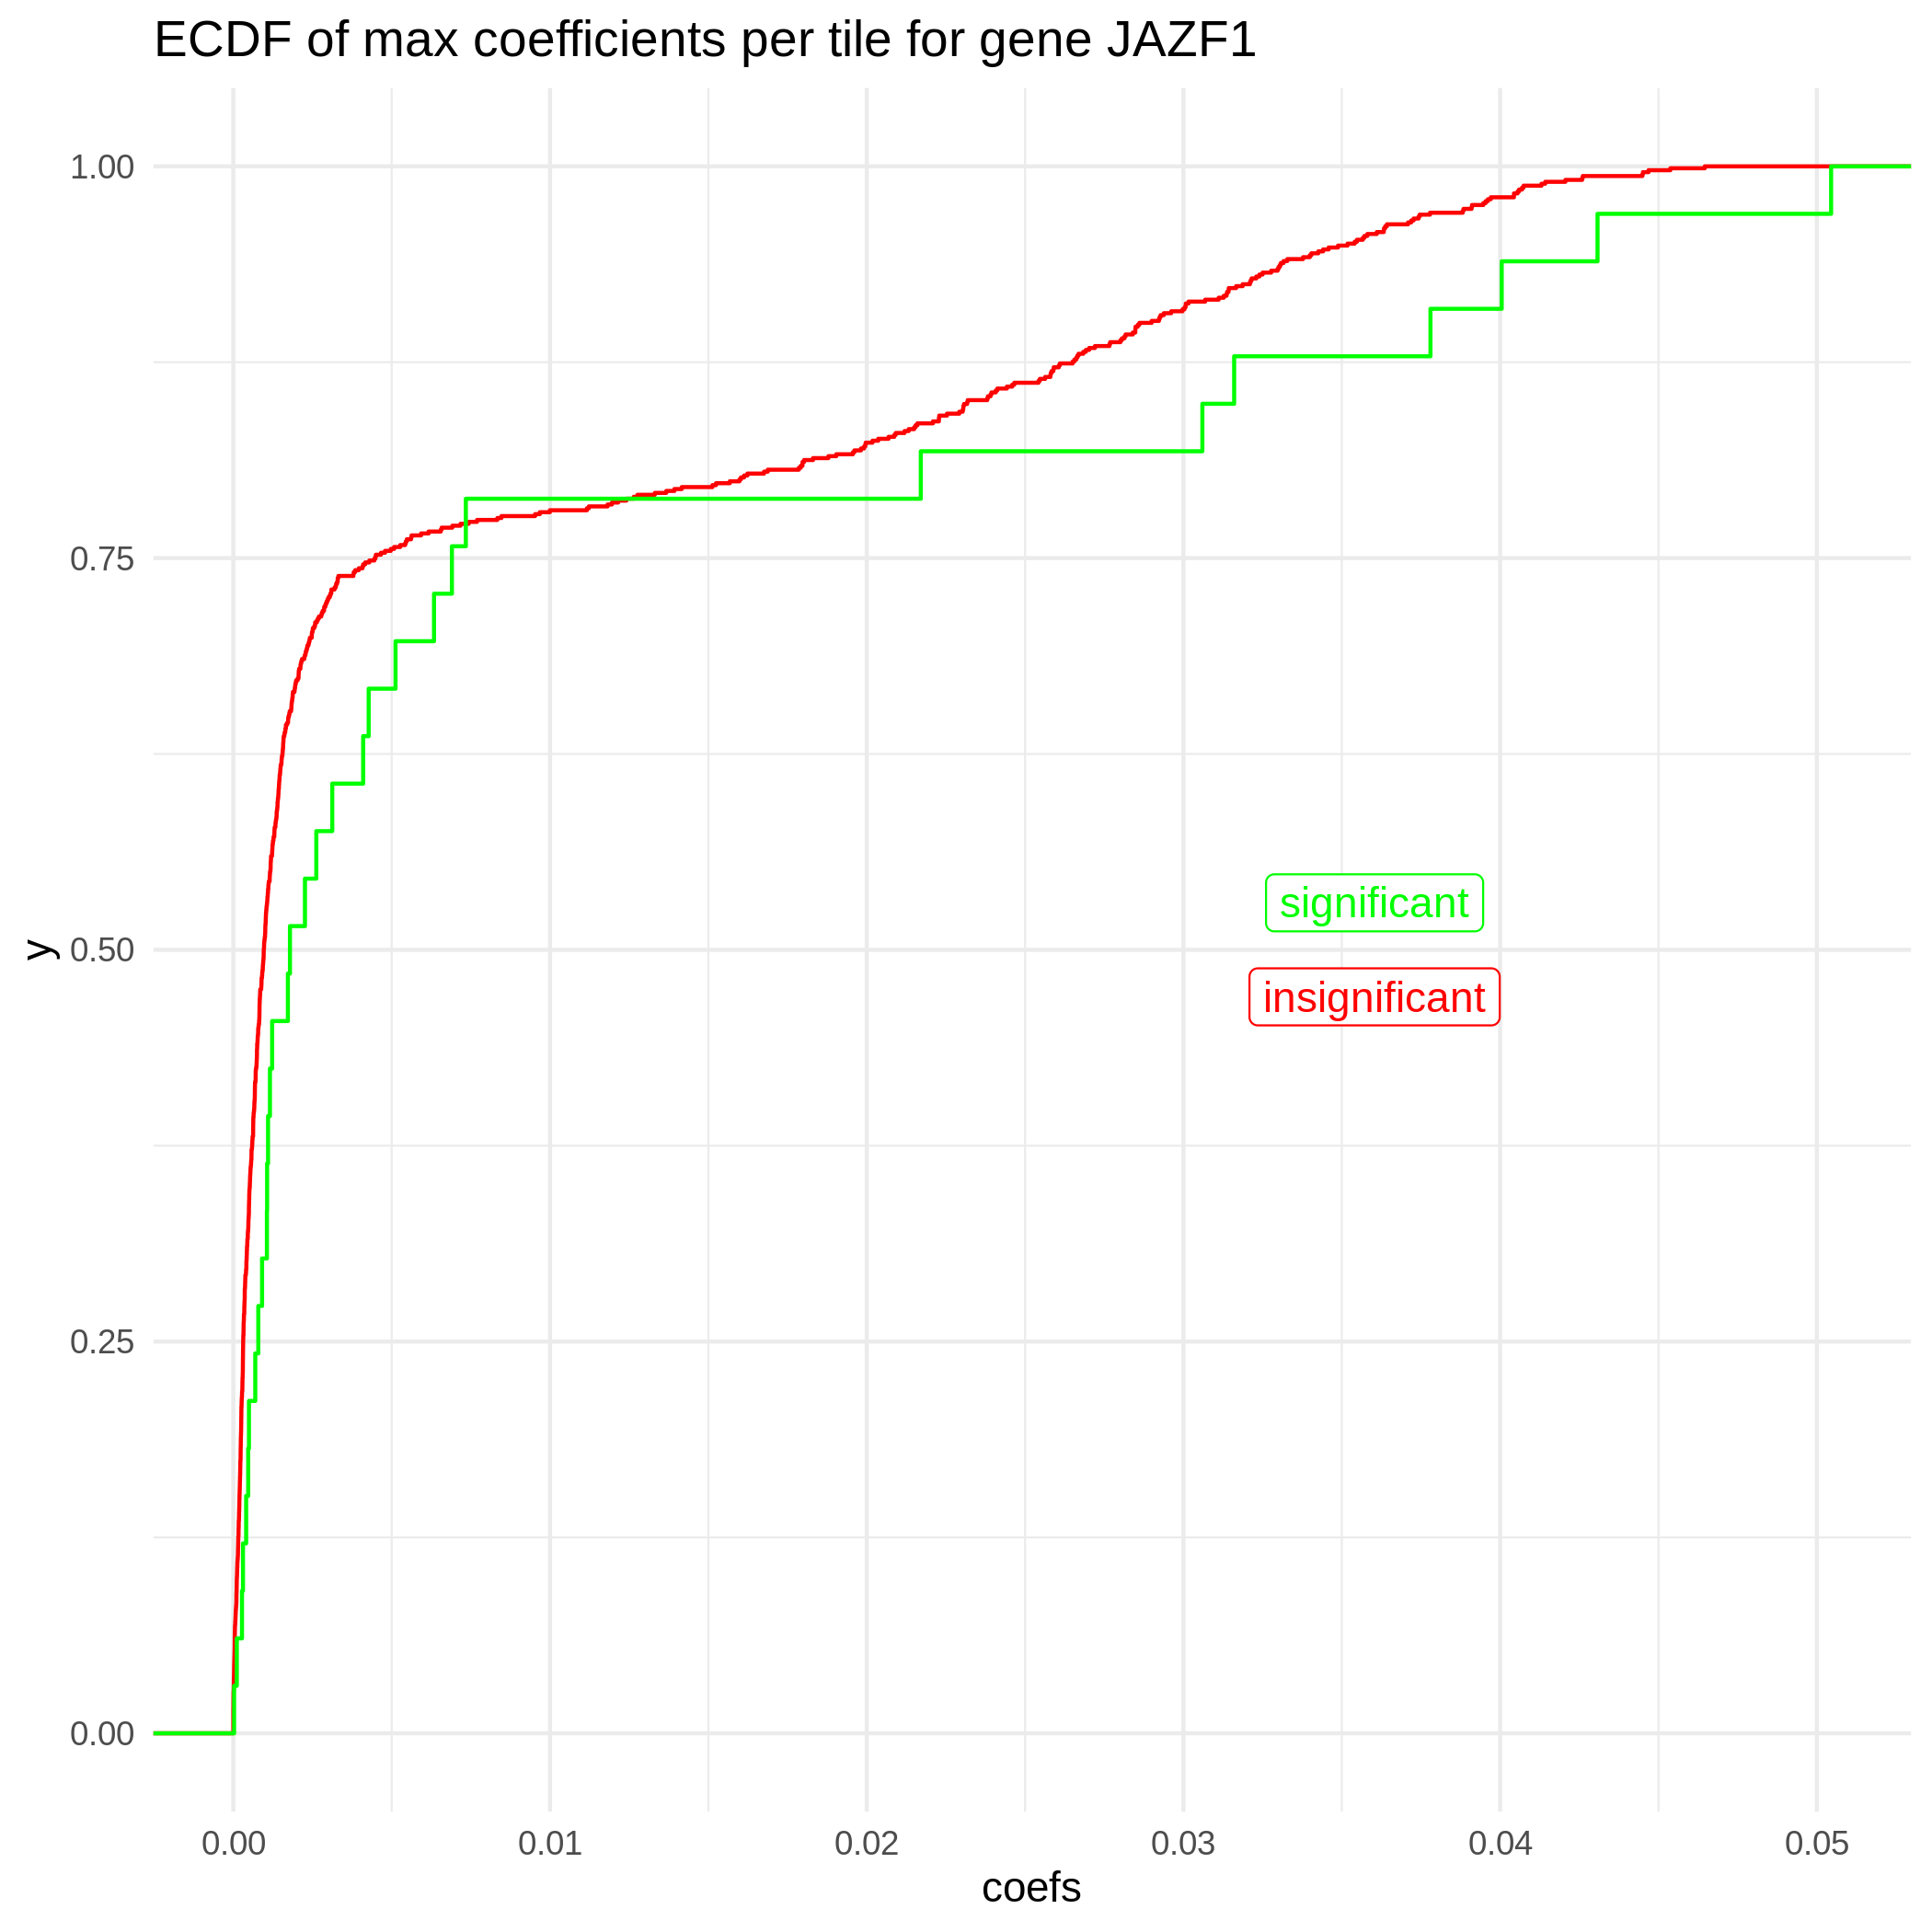 ECDF of max coefficients per tile for gene JAZF1
1.00
0.75
0.50
0.25
0.00
y
significant
insignificant
0.00 0.01 0.02 0.03 0.04 0.05
coefs